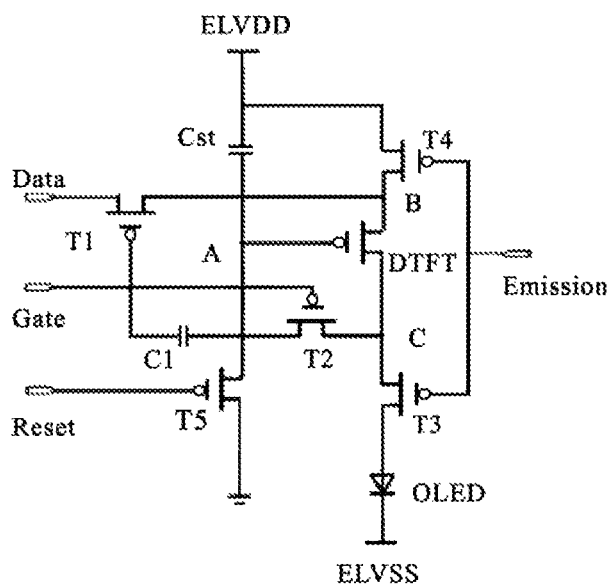 ELVDD
Cst
T4
Data
B
T1
A
DTFT
Emission
Gate
C1
T2
C
T5
T3
Reset
OLED
ELVSS